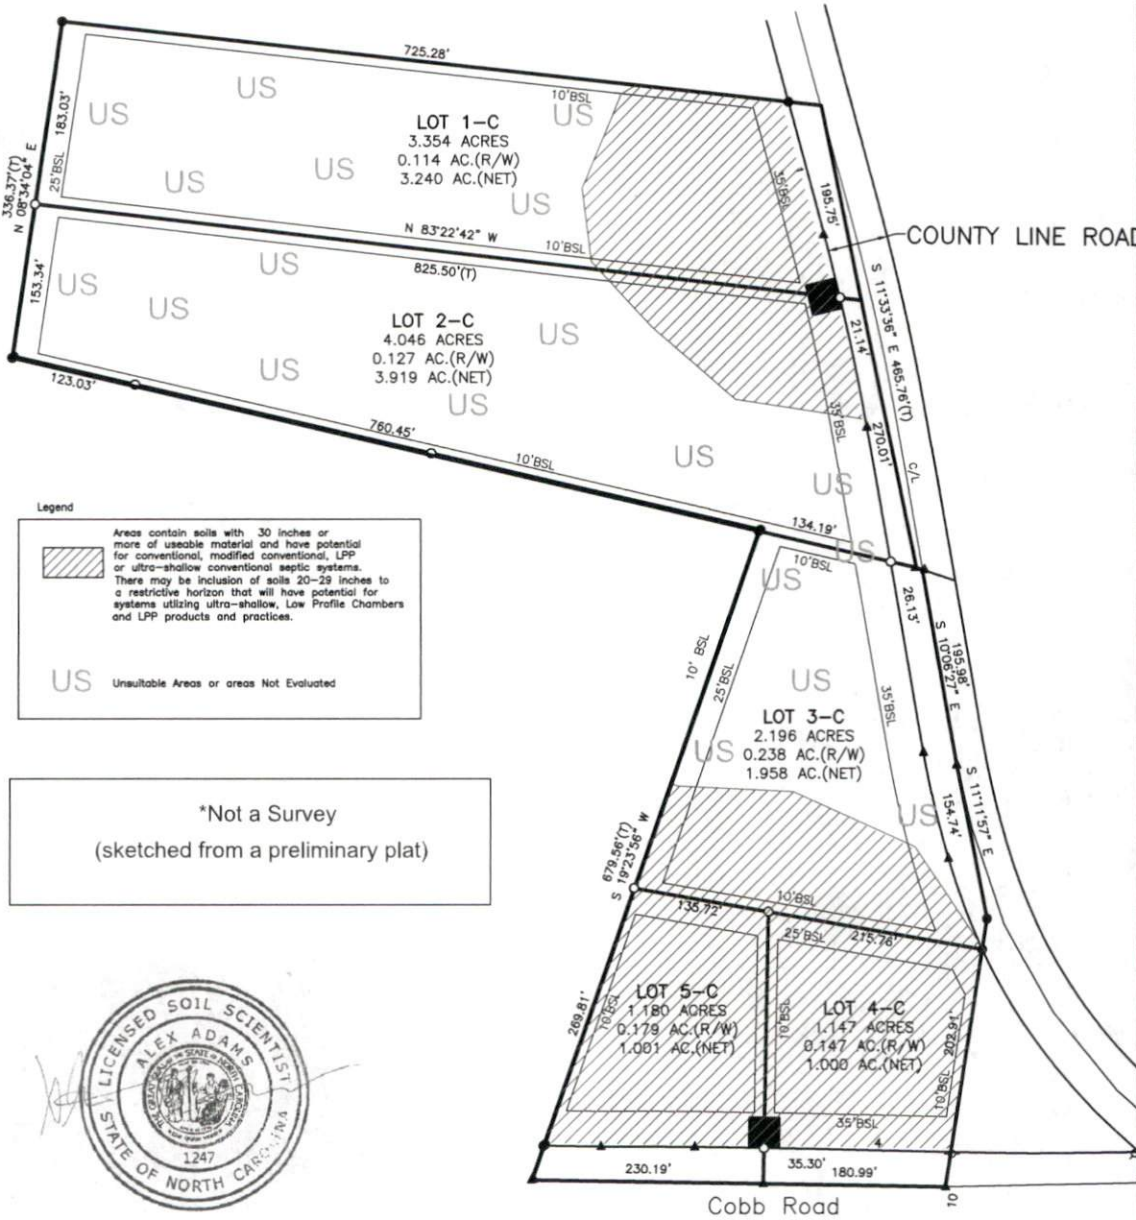 725.28'
10'BSL
US
US
US
US
US
US
183.03'
25'BSL
336.37'(T)
N 08°34'04" E
LOT 1-C
3.354 ACRES
0.114 AC.(R/W)
3.240 AC.(NET)
35'BSL
195.75'
COUNTY LINE ROAD
N 83°22'42" W
10'BSL
825.50'(T)
153.34'
US
US
US
US
US
US
US
US
LOT 2-C
4.046 ACRES
0.127 AC.(R/W)
3.919 AC.(NET)
S 11°33'36" E 465.76'(T)
21.14'
35'BSL
270.01'
C/L
123.03'
760.45'
10'BSL
134.19'
10'BSL
US
US
Legend
Areas contain soils with 30 inches or
more of useable material and have potential
for conventional, modified conventional, LPP
or ultra-shallow conventional septic systems.
There may be inclusion of soils 20-29 inches to
a restrictive horizon that will have potential for
systems utlizing ultra-shallow, Low Profile Chambers
and LPP products and practices.
US Unsuitable Areas or areas Not Evaluated
26.13'
195.98'
S 10°06'27" E
10' BSL
25'BSL
35'BSL
US
US
US
LOT 3-C
2.196 ACRES
0.238 AC.(R/W)
1.958 AC.(NET)
S 11°11'57" E
154.74'
*Not a Survey
(sketched from a preliminary plat)
679.56'(T)
S 19°23'56" W
135.72'
10'BSL
25'BSL
215.76'
269.81'
10'BSL
LOT 5-C
1.180 ACRES
0.179 AC.(R/W)
1.001 AC.(NET)
10'BSL
LOT 4-C
1.147 ACRES
0.147 AC.(R/W)
1.000 AC.(NET)
202.91'
10'BSL
35'BSL
4
230.19'
35.30'
180.99'
10
Cobb Road
LICENSED SOIL SCIENTIST
ALEX ADAMS
1247
STATE OF NORTH CAROLINA